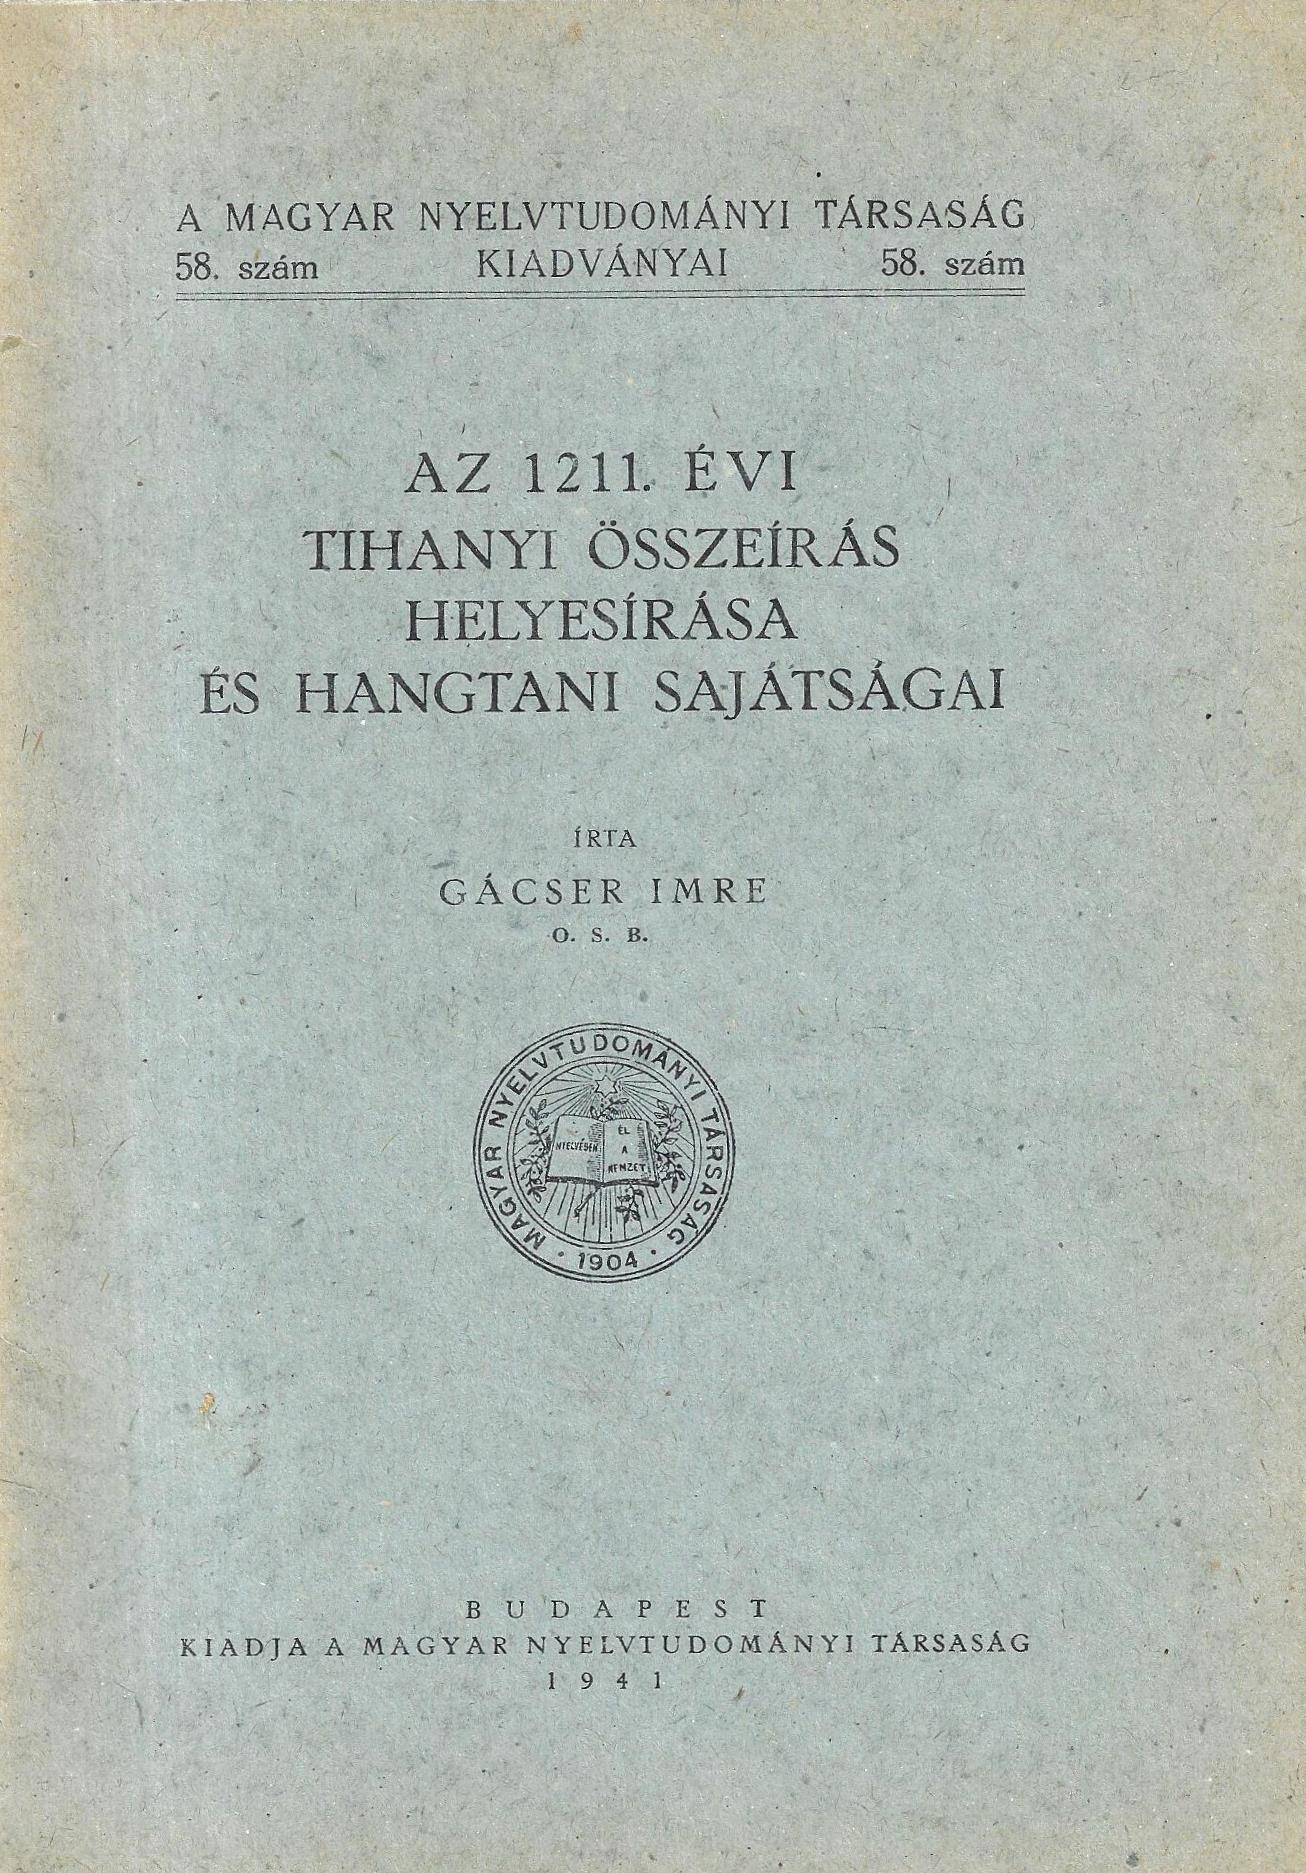 A MAGYAR NYELVTUDOMÁNYI TÁRSASÁG
58. szám KIADVÁNYAI 58. szám
AZ 1211. ÉVI
TIHANYI ÖSSZEÍRÁS
HELYESÍRÁSA
ÉS HANGTANI SAJÁTSÁGAI
ÍRTA
GÁCSER IMRE
O. S. B.
MAGYAR NYELVTUDOMÁNYI TÁRSASÁG
NYELVÉBEN
ÉL
A
NEMZET
· 1904 ·
BUDAPEST
KIADJA A MAGYAR NYELVTUDOMÁNYI TÁRSASÁG
1941